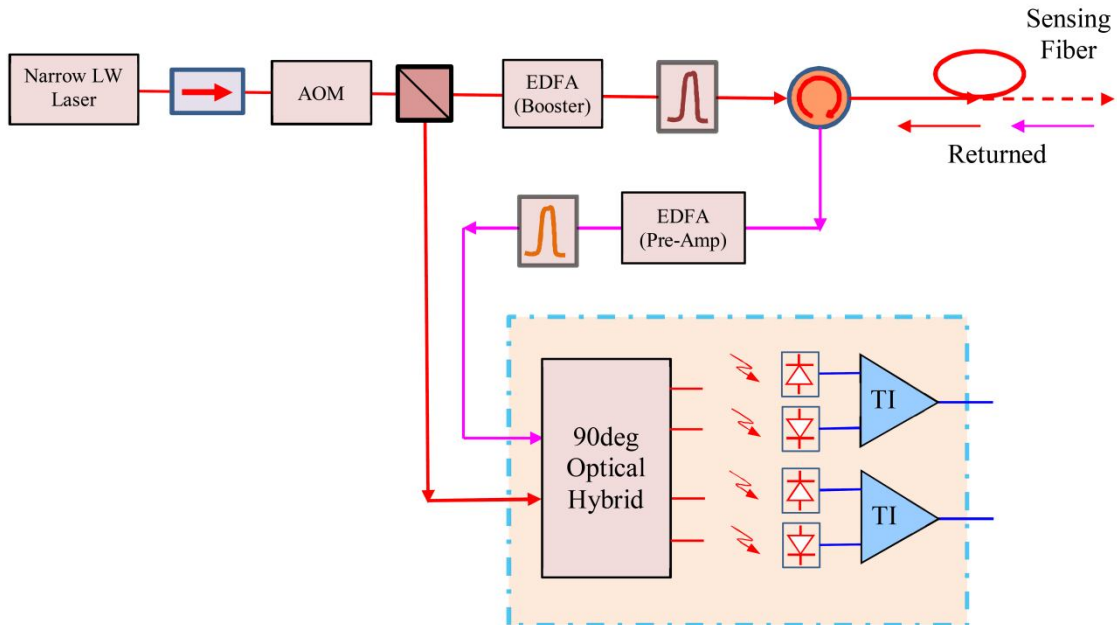 Sensing
Fiber
Narrow LW
Laser
AOM
EDFA
(Booster)
Returned
EDFA
(Pre-Amp)
90deg
Optical
Hybrid
TI
TI